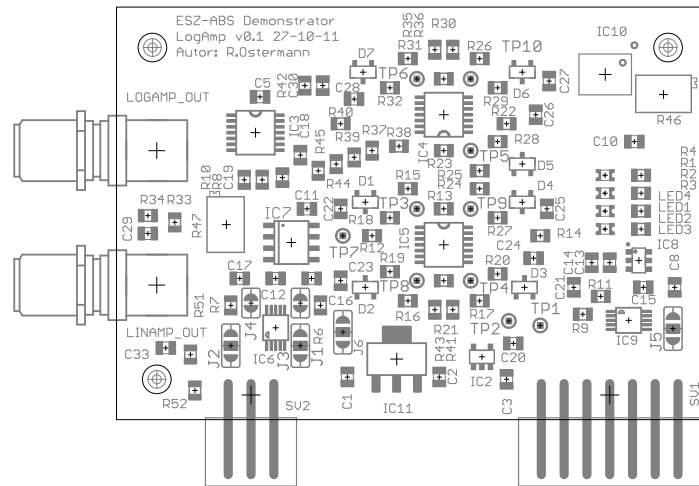 ESZ-ABS Demonstrator
LogAmp v0.1 27-10-11
Autor: R.Ostermann
LOGAMP_OUT
LINAMP_OUT
R35
R36
R30
R31
R26
D7
TP6
TP10
IC10
C5
R42
C30
C28
R32
R29
D6
C27
R46
R22
C26
IC3
C18
R40
R39
R37
R38
IC4
R28
C10
R45
R44
R23
TP5
D5
R25
R24
R4
R1
R2
R3
R10
R8
C19
D1
R15
D4
LED4
LED1
LED2
LED3
R34
R33
C29
R47
C11
C22
R18
TP3
R13
TP9
C25
R27
IC7
TP7
R12
IC5
R14
IC8
C24
C17
C12
C23
R19
R20
D3
C14
C13
C21
R11
C15
C8
R51
R7
J4
C16
D2
TP8
R16
TP4
R17
TP1
R21
TP2
R9
IC9
J5
C33
J2
IC6
J3
J1
R6
J6
R43
R41
IC2
C20
R52
C1
C2
C3
IC11
SV2
SV1